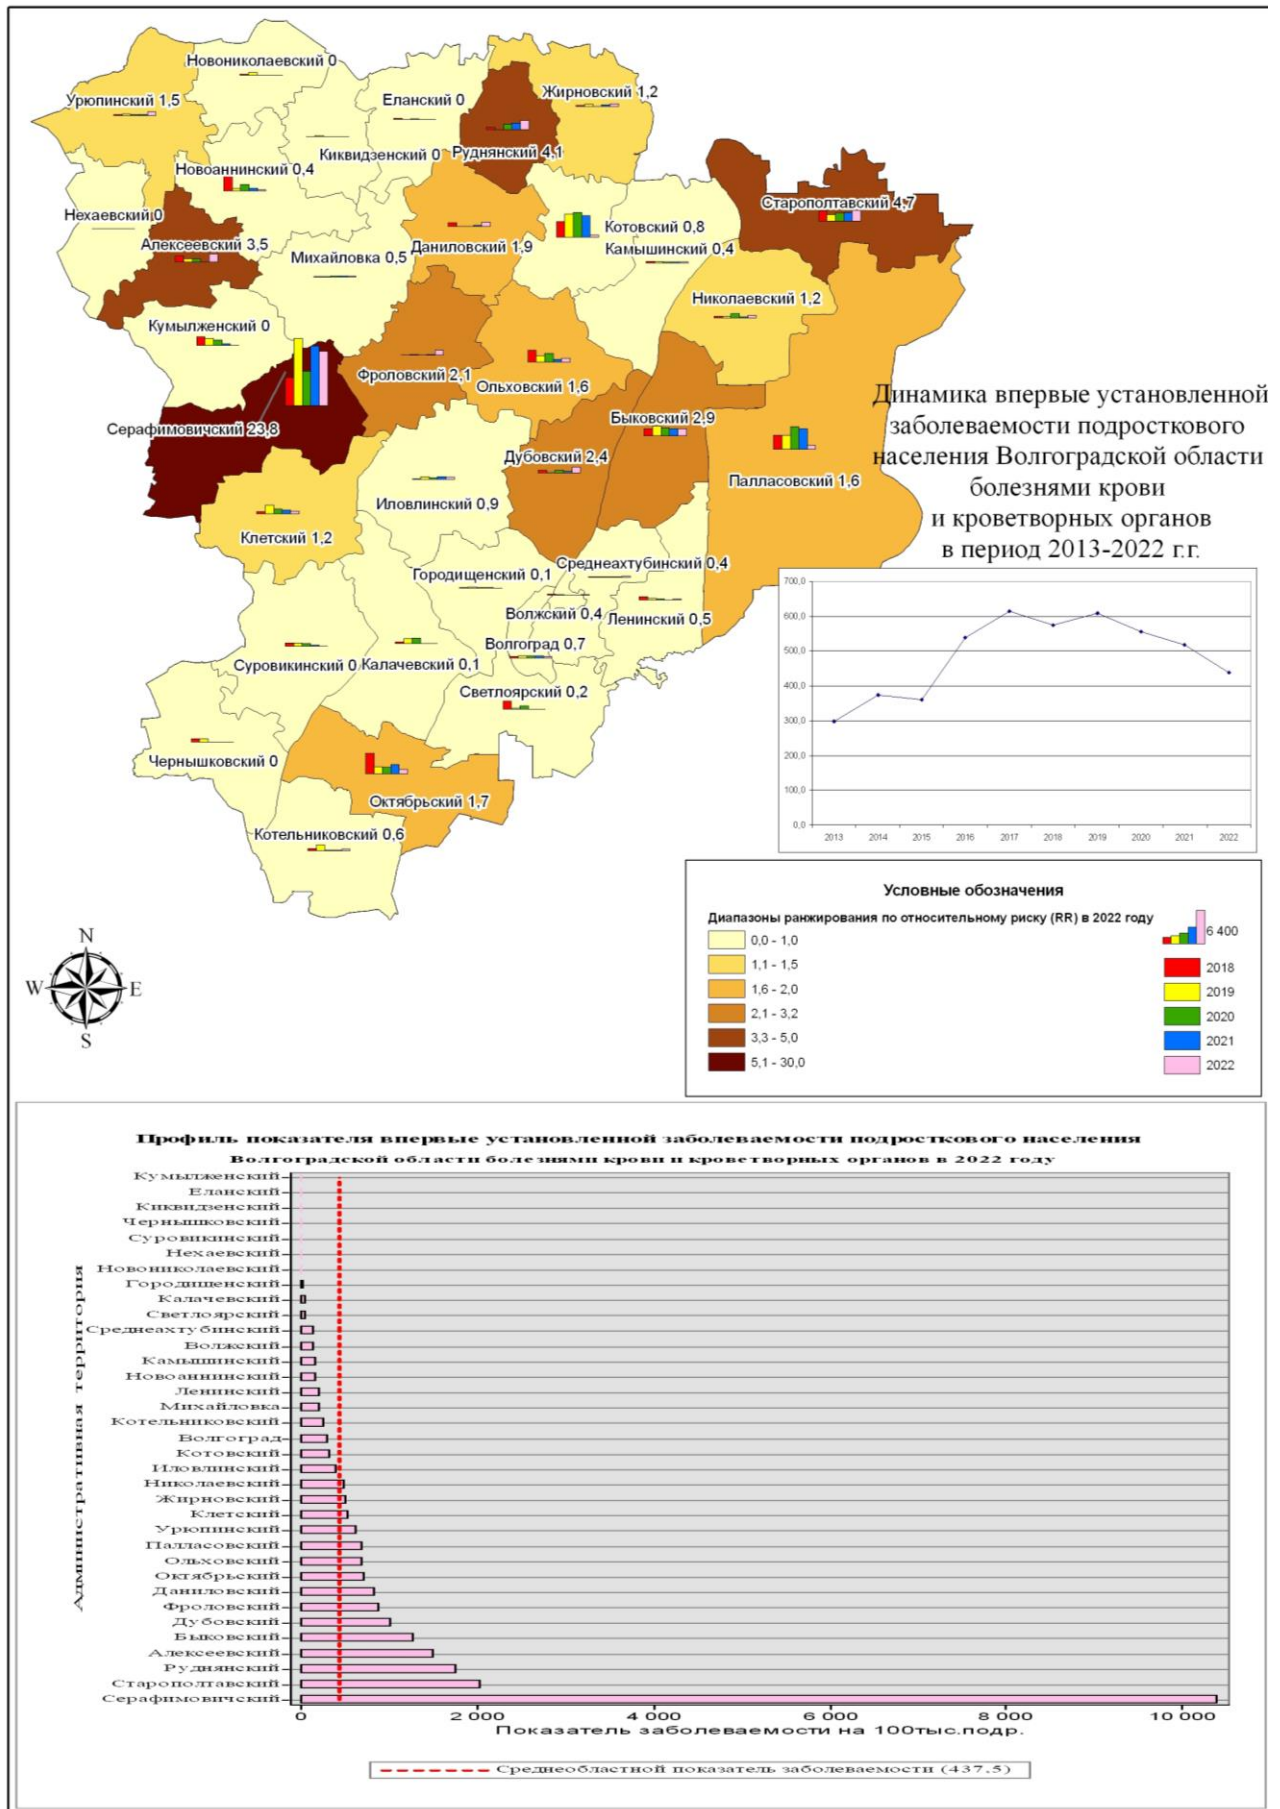 Новониколаевский 0
Урюпинский 1,5
Еланский 0
Жирновский 1,2
Киквидзенский 0
Руднянский 4,1
Новоаннинский 0,4
Нехаевский 0
Старополтавский 4,7
Алексеевский 3,5
Михайловка 0,5
Даниловский 1,9
Котовский 0,8
Камышинский 0,4
Николаевский 1,2
Кумылженский 0
Фроловский 2,1
Ольховский 1,6
Серафимовичский 23,8
Быковский 2,9
Дубовский 2,4
Палласовский 1,6
Иловлинский 0,9
Клетский 1,2
Городищенский 0,1
Среднеахтубинский 0,4
Волжский 0,4
Ленинский 0,5
Волгоград 0,7
Суровикинский 0
Калачевский 0,1
Светлоярский 0,2
Чернышковский 0
Октябрьский 1,7
Котельниковский 0,6
Динамика впервые установленной
заболеваемости подросткового
населения Волгоградской области
болезнями крови
и кроветворных органов
в период 2013-2022 г.г.
700,0
600,0
500,0
400,0
300,0
200,0
100,0
0,0
2013 2014 2015 2016 2017 2018 2019 2020 2021 2022
Условные обозначения
Диапазоны ранжирования по относительному риску (RR) в 2022 году
0,0 - 1,0
1,1 - 1,5
1,6 - 2,0
2,1 - 3,2
3,3 - 5,0
5,1 - 30,0
6 400
2018
2019
2020
2021
2022
N
W E
S
Профиль показателя впервые установленной заболеваемости подросткового населения
Волгоградской области болезнями крови и кроветворных органов в 2022 году
Административная территория
Кумылженский
Еланский
Киквидзенский
Чернышковский
Суровикинский
Нехаевский
Новониколаевский
Городищенский
Калачевский
Светлоярский
Среднеахтубинский
Волжский
Камышинский
Новоаннинский
Ленинский
Михайловка
Котельниковский
Волгоград
Котовский
Иловлинский
Николаевский
Жирновский
Клетский
Урюпинский
Палласовский
Ольховский
Октябрьский
Даниловский
Фроловский
Дубовский
Быковский
Алексеевский
Руднянский
Старополтавский
Серафимовичский
0 2 000 4 000 6 000 8 000 10 000
Показатель заболеваемости на 100тыс.подр.
Среднеобластной показатель заболеваемости (437,5)